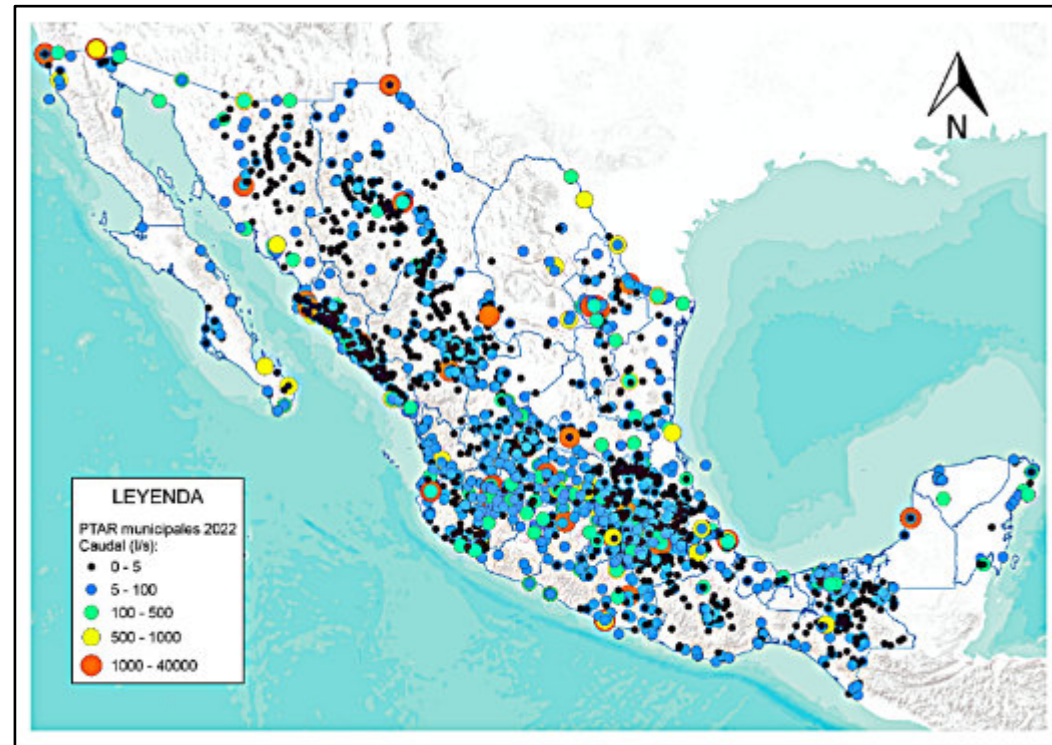 N
LEYENDA
PTAR municipales 2022
Caudal (l/s):
0 - 5
5 - 100
100 - 500
500 - 1000
1000 - 40000